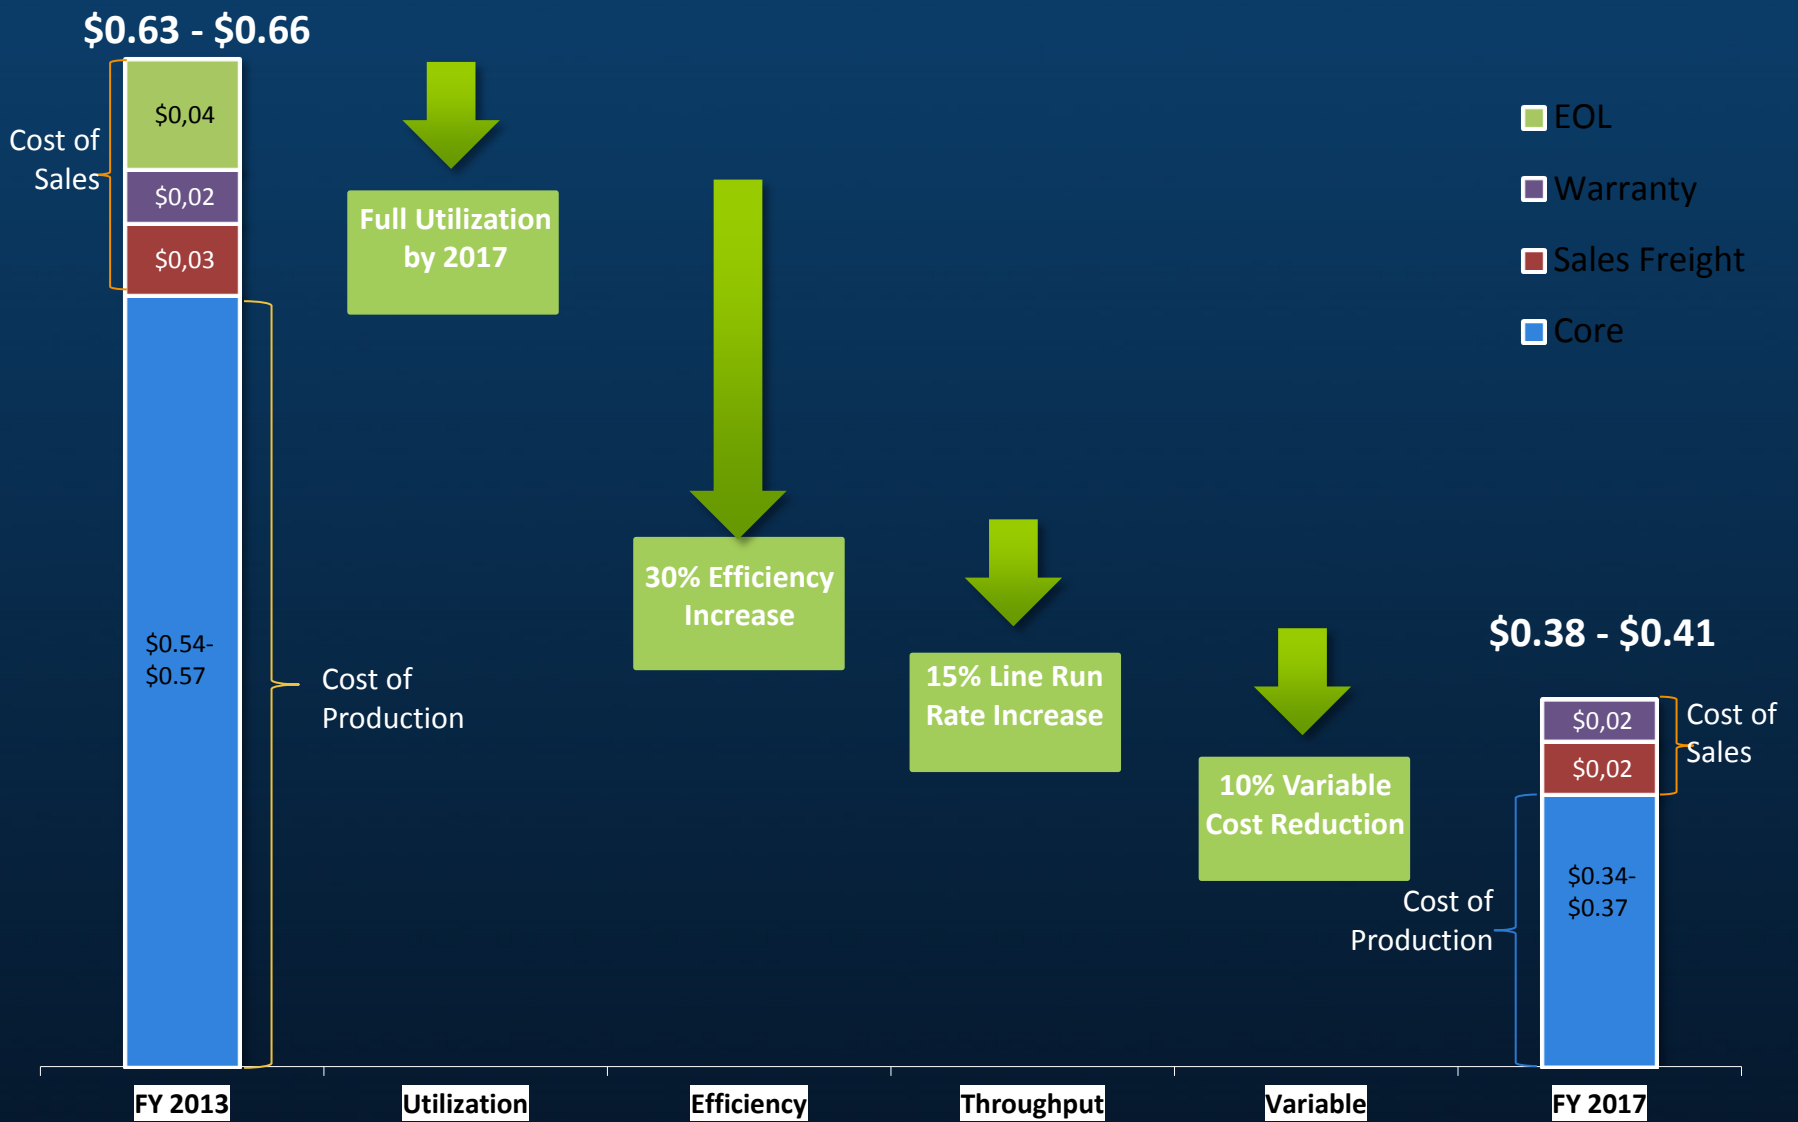 $0.63 - $0.66
$0,04
Cost of
Sales
$0,02
$0,03
$0.54-
$0.57
Cost of
Production
Full Utilization
by 2017
30% Efficiency
Increase
15% Line Run
Rate Increase
10% Variable
Cost Reduction
EOL
Warranty
Sales Freight
Core
$0.38 - $0.41
$0,02
$0,02
Cost of
Sales
$0.34-
$0.37
Cost of
Production
FY 2013
Utilization
Efficiency
Throughput
Variable
FY 2017